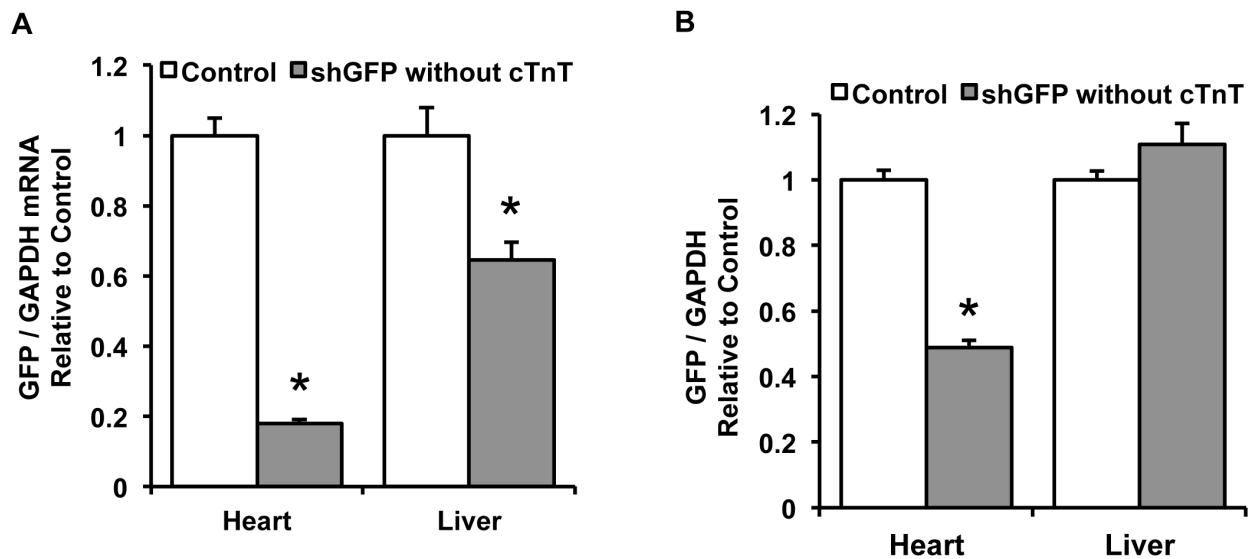 A
GFP / GAPDH mRNA
Relative to Control
1.2
1
0.8
0.6
0.4
0.2
0
Control shGFP without cTnT
*
*
Heart Liver
B
GFP / GAPDH
Relative to Control
Control shGFP without cTnT
1.2
1
0.8
0.6
0.4
0.2
0
*
Heart Liver